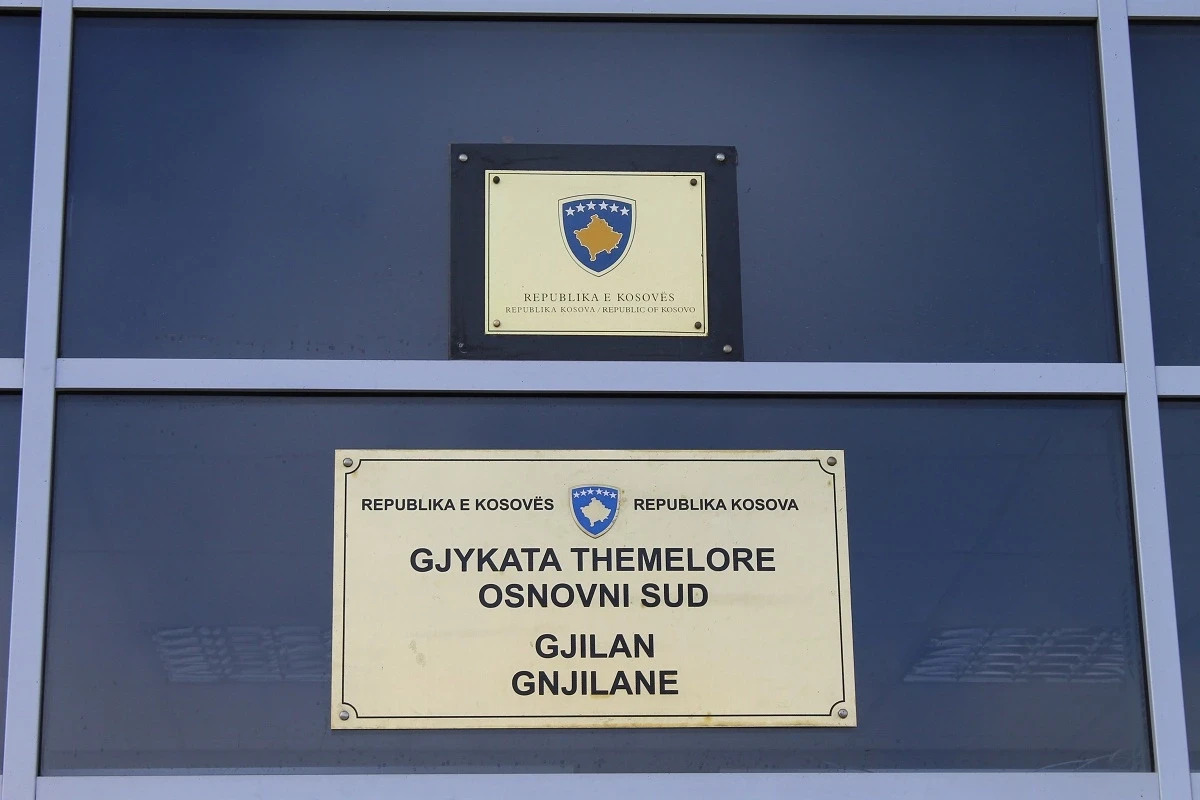 REPUBLIKA E KOSOVËS
REPUBLIKA KOSOVA / REPUBLIC OF KOSOVO
REPUBLIKA E KOSOVËS REPUBLIKA KOSOVA
GJYKATA THEMELORE
OSNOVNI SUD
GJILAN
GNJILANE